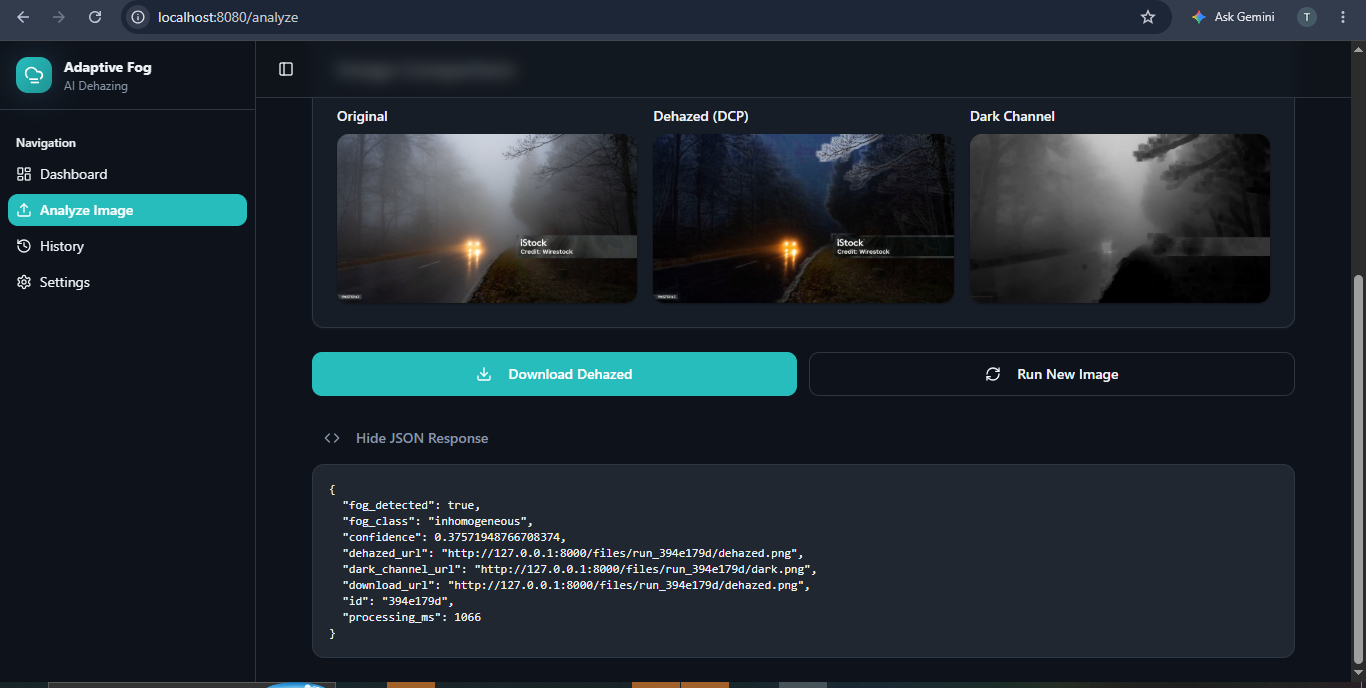 localhost:8080/analyze
Ask Gemini
T
Adaptive Fog
AI Dehazing
Navigation
Dashboard
Analyze Image
History
Settings
Original
Dehazed (DCP)
Dark Channel
iStock
Credit: Wirestock
iStock
Credit: Wirestock
Download Dehazed
Run New Image
<> Hide JSON Response
{
"fog_detected": true,
"fog_class": "inhomogeneous",
"confidence": 0.37571948766708374,
"dehazed_url": "http://127.0.0.1:8000/files/run_394e179d/dehazed.png",
"dark_channel_url": "http://127.0.0.1:8000/files/run_394e179d/dark.png",
"download_url": "http://127.0.0.1:8000/files/run_394e179d/dehazed.png",
"id": "394e179d",
"processing_ms": 1066
}